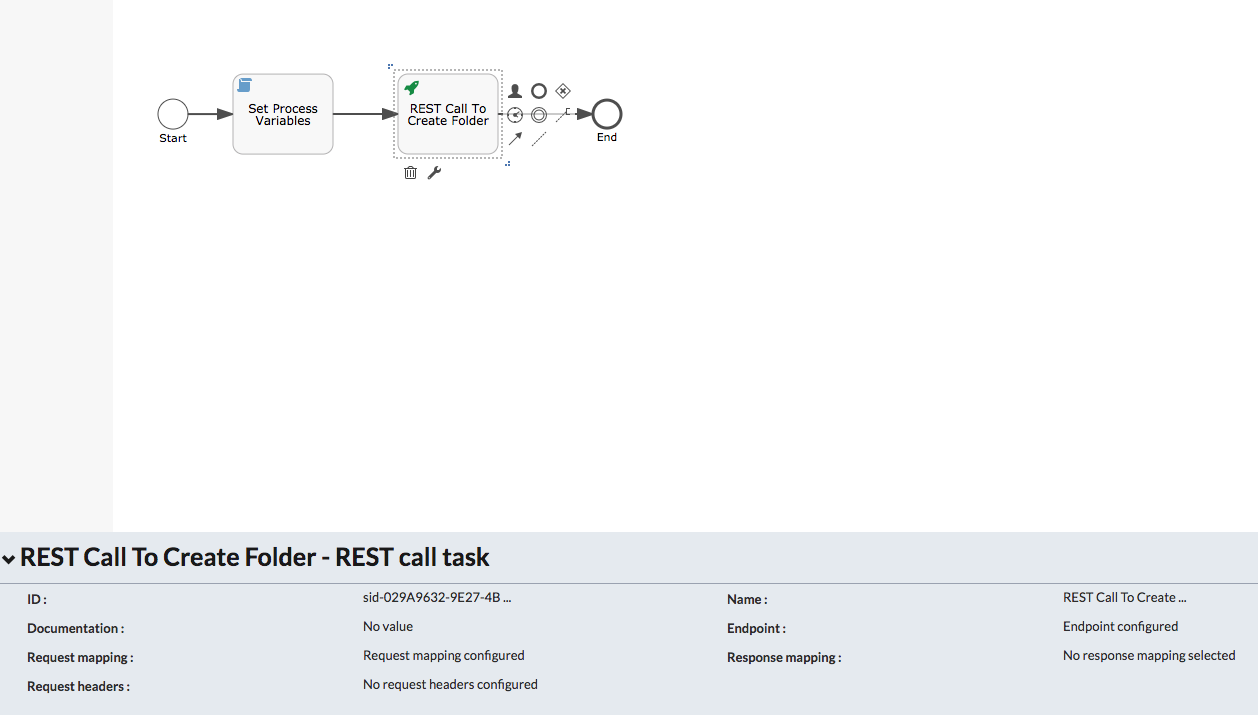 Start
Set Process
Variables
REST Call To
Create Folder
End
REST Call To Create Folder - REST call task
ID :
sid-029A9632-9E27-4B ...
Name :
REST Call To Create ...
Documentation :
No value
Endpoint :
Endpoint configured
Request mapping :
Request mapping configured
Response mapping :
No response mapping selected
Request headers :
No request headers configured